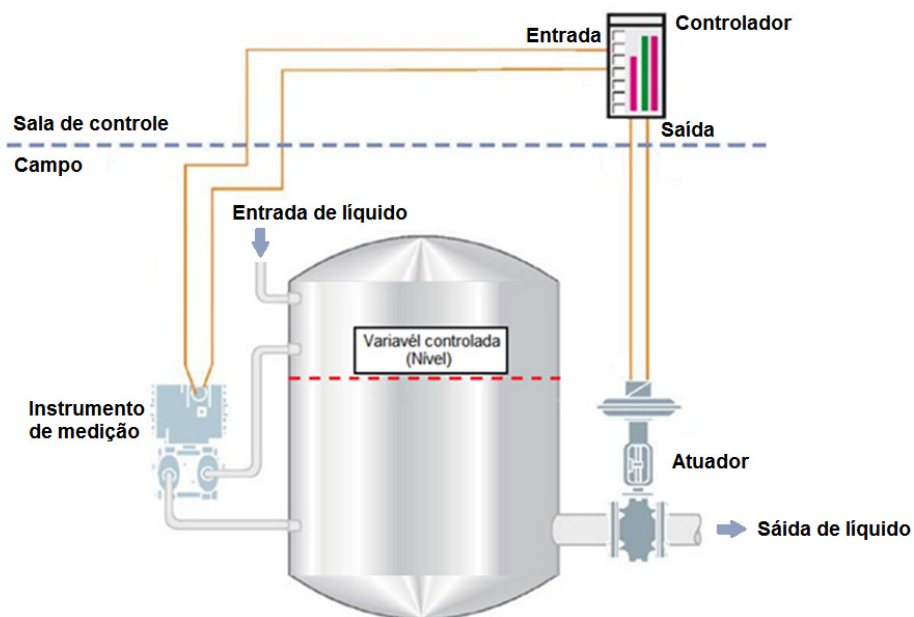 Controlador
Entrada
Saída
Sala de controle
Campo
Entrada de líquido
Variavél controlada
(Nível)
Instrumento
de medição
Atuador
Sáida de líquido